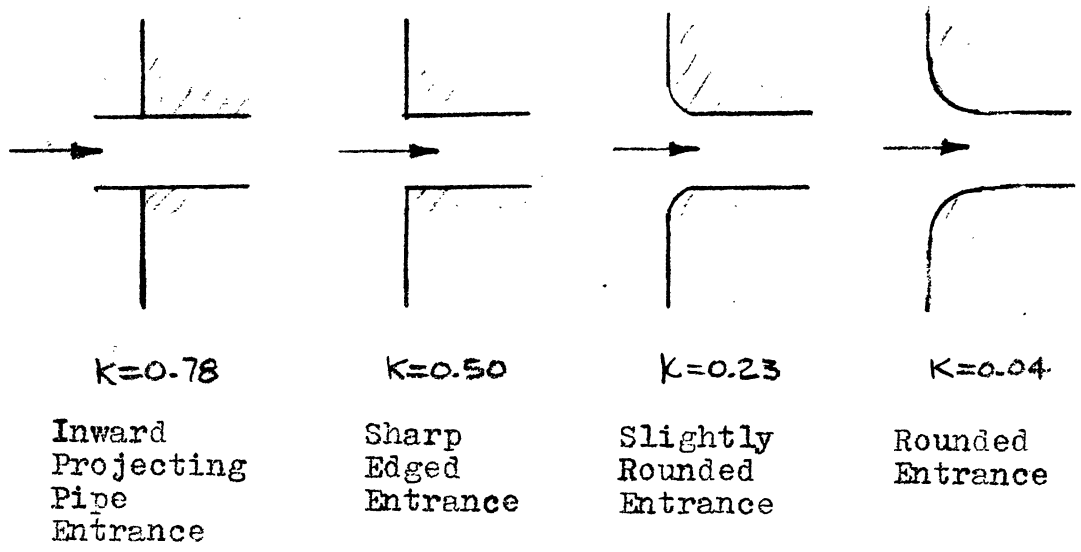 K=0.78
K=0.50
K=0.23
K=0.04
Inward
Projecting
Pipe
Entrance
Sharp
Edged
Entrance
Slightly
Rounded
Entrance
Rounded
Entrance